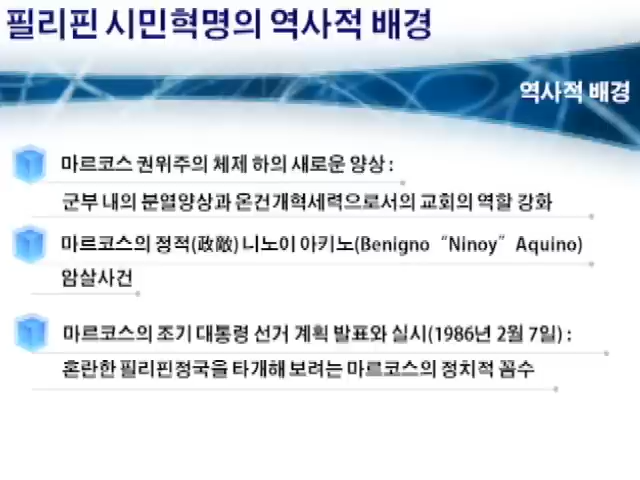 필리핀 시민혁명의 역사적 배경
역사적 배경
마르코스 권위주의 체제 하의 새로운 양상 :
군부 내의 분열양상과 온건개혁세력으로서의 교회의 역할 강화
마르코스의 정적(政敵) 니노이 아키노(Benigno “Ninoy” Aquino)
암살사건
마르코스의 조기 대통령 선거 계획 발표와 실시(1986년 2월 7일) :
혼란한 필리핀정국을 타개해 보려는 마르코스의 정치적 꼼수